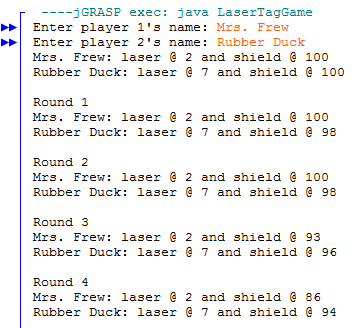 ----jGRASP exec: java LaserTagGame
Enter player 1's name: Mrs. Frew
Enter player 2's name: Rubber Duck
Mrs. Frew: laser @ 2 and shield @ 100
Rubber Duck: laser @ 7 and shield @ 100
Round 1
Mrs. Frew: laser @ 2 and shield @ 100
Rubber Duck: laser @ 7 and shield @ 98
Round 2
Mrs. Frew: laser @ 2 and shield @ 100
Rubber Duck: laser @ 7 and shield @ 98
Round 3
Mrs. Frew: laser @ 2 and shield @ 93
Rubber Duck: laser @ 7 and shield @ 96
Round 4
Mrs. Frew: laser @ 2 and shield @ 86
Rubber Duck: laser @ 7 and shield @ 94